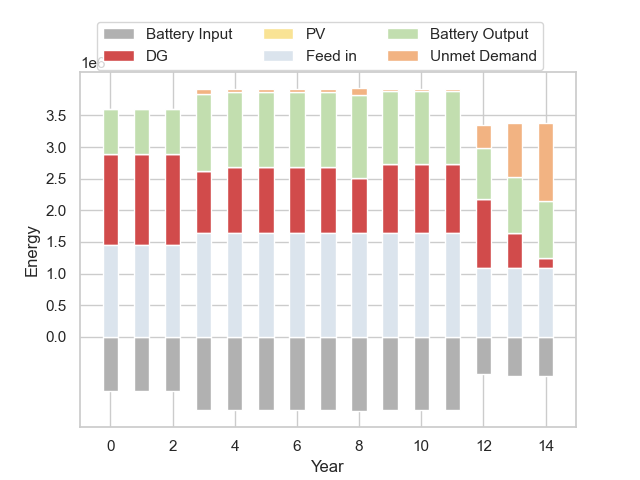 Battery Input PV Battery Output
DG Feed in Unmet Demand
1e6
3.5
3.0
2.5
2.0
1.5
1.0
0.5
0.0
Energy
0 2 4 6 8 10 12 14
Year